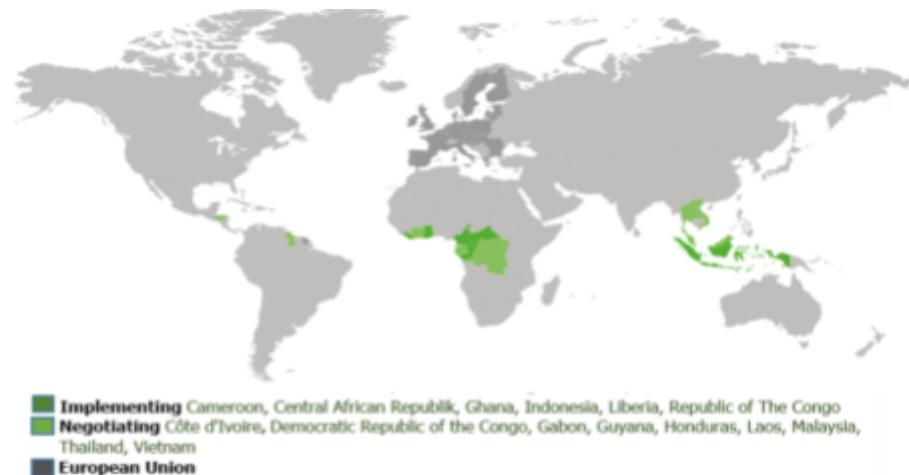 Implementing Cameroon, Central African Republik, Ghana, Indonesia, Liberia, Republic of The Congo
Negotiating Côte d'Ivoire, Democratic Republic of the Congo, Gabon, Guyana, Honduras, Laos, Malaysia,
Thailand, Vietnam
European Union